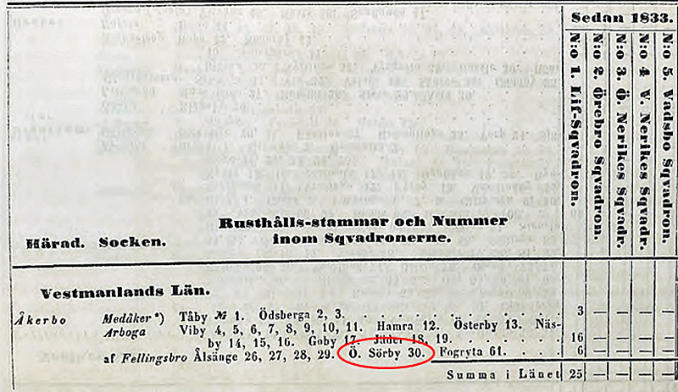 Sedan 1833.
N:o 1. Lif-Sqvadron.
N:o 2. Örebro Sqvadron.
N:o 3. Ö. Nerikes Sqvadr.
N:o 4. V. Nerikes Sqvadr.
N:o 5. Vadsbo Sqvadron.
Härad. Socken. Rusthålls-stammar och Nummer
inom Sqvadronerne.
Vestmanlands Län.
Åkerbo Medåker*) Tåby № 1. Ödsberga 2, 3. 3 — — — —
Arboga Viby 4, 5, 6, 7, 8, 9, 10, 11. Hamra 12. Österby 13. Näs-
by 14, 15, 16. Goby 17. Jäder 18, 19. 16 — — — —
af Fellingsbro Ålsänge 26, 27, 28, 29. Ö. Sörby 30. Fogryta 61. 6 — — — —
Summa i Länet 25 — — — —